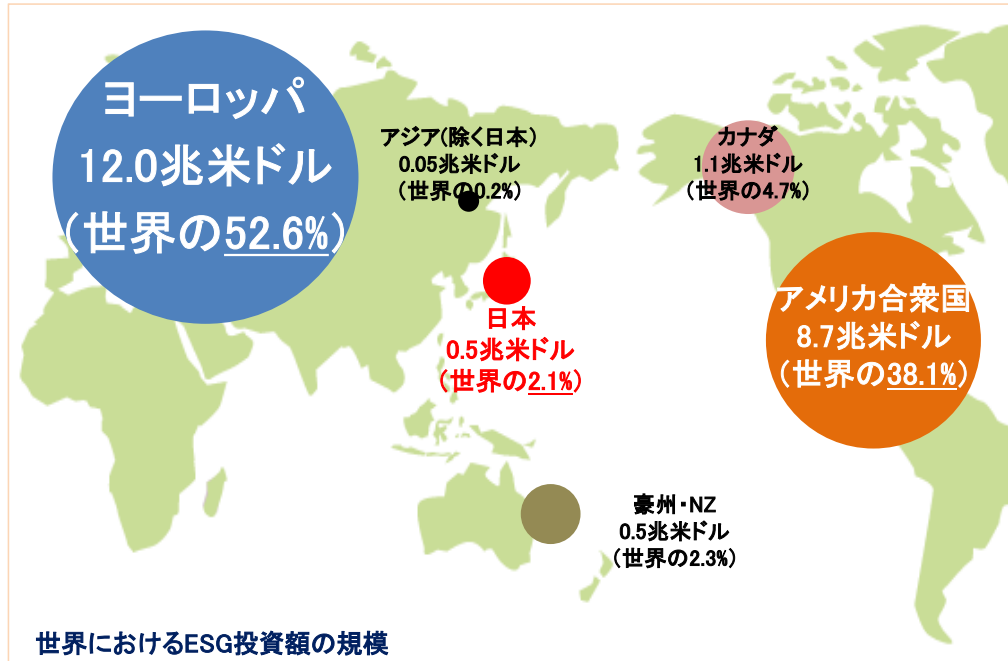 ヨーロッパ
12.0兆米ドル
(世界の52.6%)
アジア(除く日本)
0.05兆米ドル
(世界の0.2%)
カナダ
1.1兆米ドル
(世界の4.7%)
日本
0.5兆米ドル
(世界の2.1%)
アメリカ合衆国
8.7兆米ドル
(世界の38.1%)
豪州・NZ
0.5兆米ドル
(世界の2.3%)
世界におけるESG投資額の規模